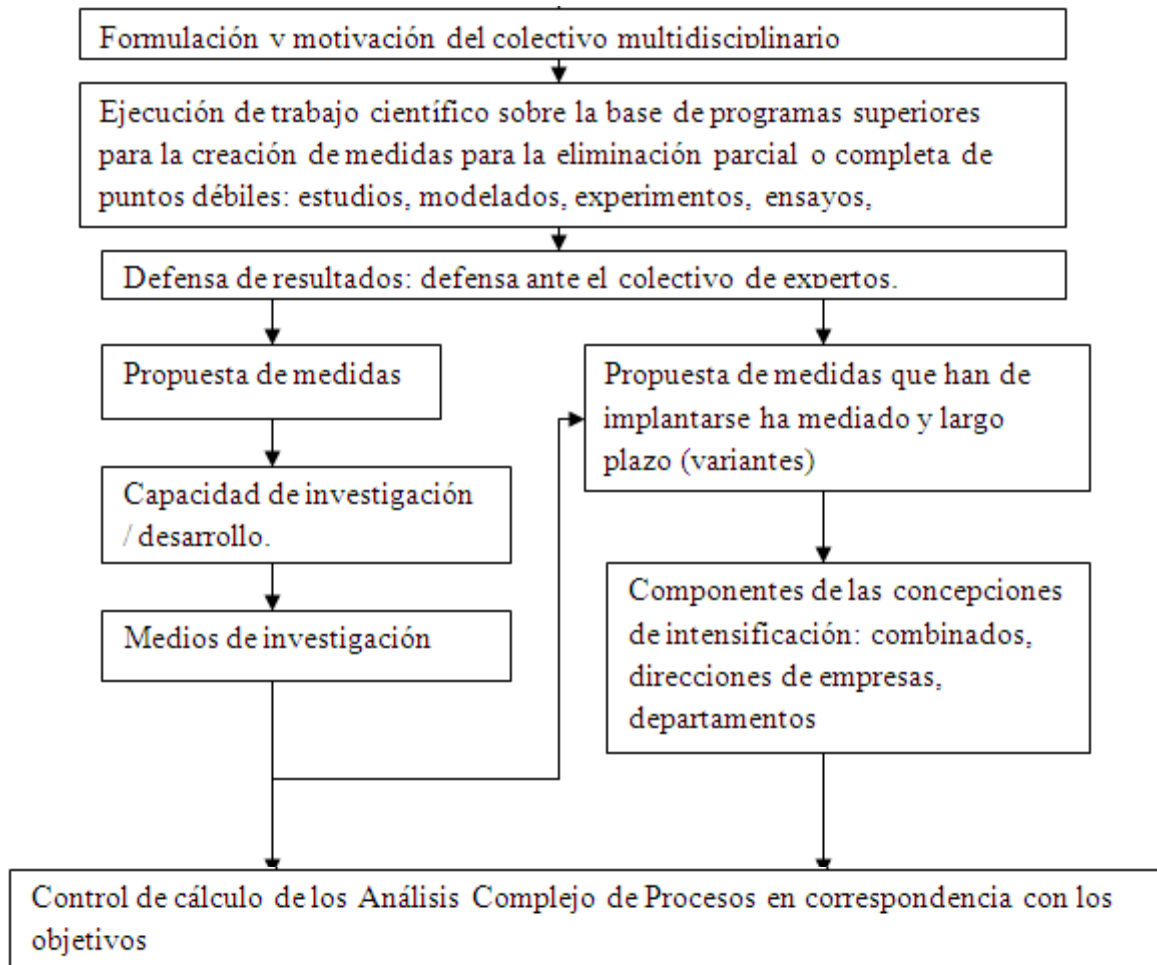 Formulación y motivación del colectivo multidisciplinario
Ejecución de trabajo científico sobre la base de programas superiores
para la creación de medidas para la eliminación parcial o completa de
puntos débiles: estudios, modelados, experimentos, ensayos,
Defensa de resultados: defensa ante el colectivo de expertos.
Propuesta de medidas
Capacidad de investigación
/ desarrollo.
Medios de investigación
Propuesta de medidas que han de
implantarse ha mediado y largo
plazo (variantes)
Componentes de las concepciones
de intensificación: combinados,
direcciones de empresas,
departamentos
Control de cálculo de los Análisis Complejo de Procesos en correspondencia con los
objetivos